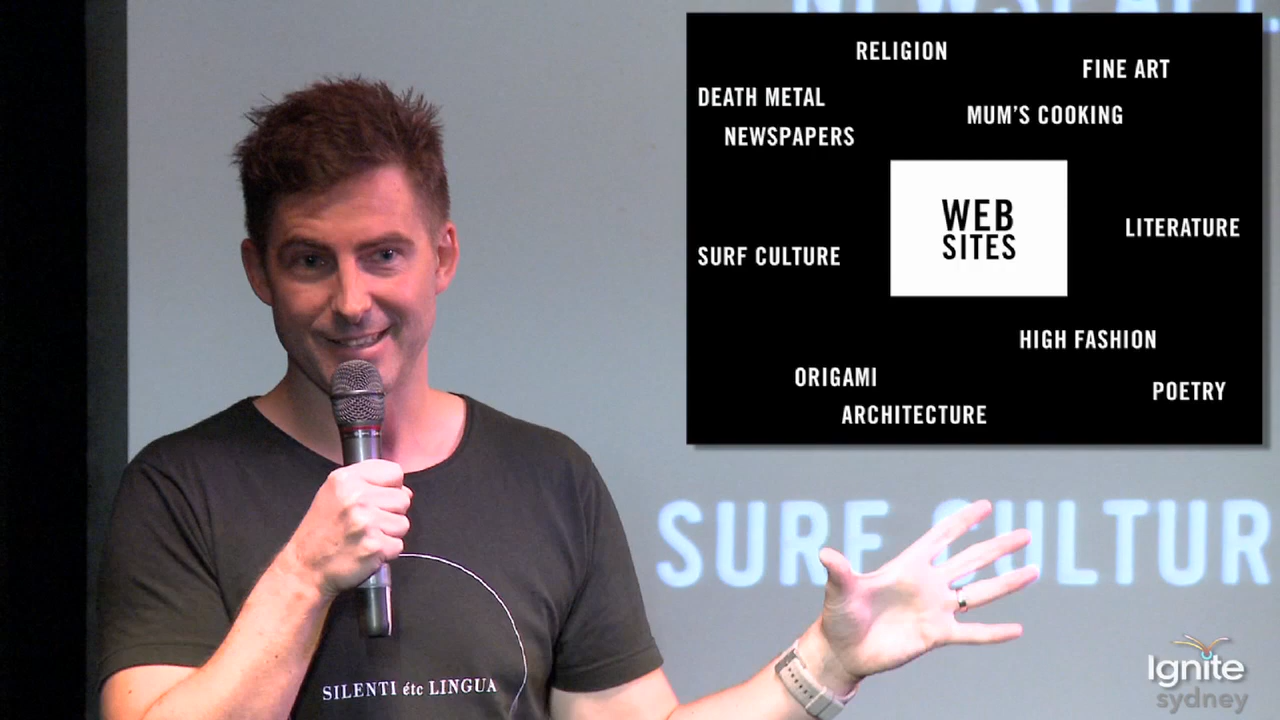 RELIGION
FINE ART
DEATH METAL
MUM'S COOKING
NEWSPAPERS
WEB
SITES
LITERATURE
SURF CULTURE
HIGH FASHION
ORIGAMI
POETRY
ARCHITECTURE
SURF CULTUR
SILENTI étc LINGUA
Ignite
sydney